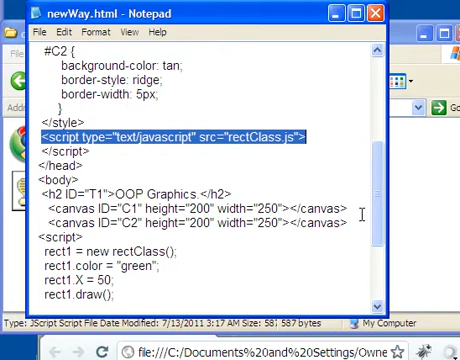 newWay.html - Notepad
File Edit Format View Help
#C2 {
background-color: tan;
border-style: ridge;
border-width: 5px;
}
</style>
<script type="text/javascript" src="rectClass.js">
</script>
</head>
<body>
<h2 ID="T1">OOP Graphics.</h2>
<canvas ID="C1" height="200" width="250"></canvas>
<canvas ID="C2" height="200" width="250"></canvas>
<script>
rect1 = new rectClass();
rect1.color = "green";
rect1.X = 50;
rect1.draw();
Type: JScript Script File Date Modified: 7/13/2011 3:17 AM Size: 587 587 bytes My Computer
file:///C:/Documents%20and%20Settings/Owne